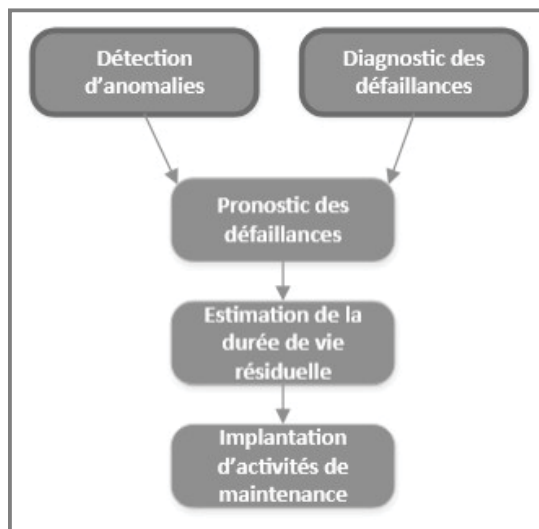 Détection
d'anomalies
Diagnostic des
défaillances
Pronostic des
défaillances
Estimation de la
durée de vie
résiduelle
Implantation
d'activités de
maintenance